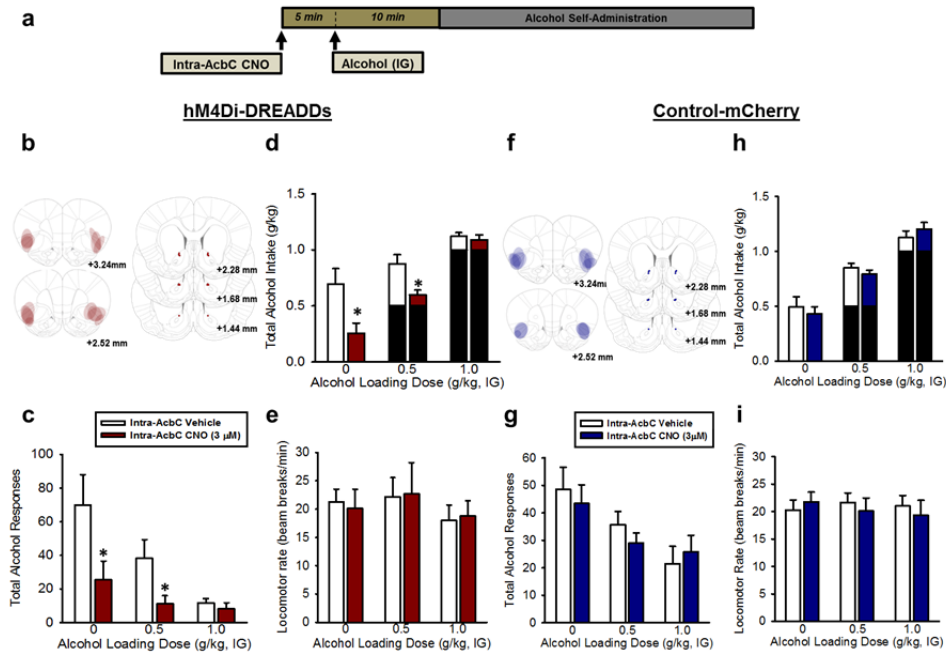 a
5 min
10 min
Alcohol Self-Administration
Intra-AcbC CNO
Alcohol (IG)
hM4Di-DREADDs
Control-mCherry
b
+3.24mm
+2.52 mm
+2.28 mm
+1.68 mm
+1.44 mm
d
Total Alcohol Intake (g/kg)
1.5
1.0
0.5
0.0
*
*
0
0.5
1.0
Alcohol Loading Dose (g/kg, IG)
f
+3.24mm
+2.52 mm
+2.28 mm
+1.68 mm
+1.44 mm
h
Total Alcohol Intake (g/kg)
1.5
1.0
0.5
0.0
0
0.5
1.0
Alcohol Loading Dose (g/kg, IG)
c
Intra-AcbC Vehicle
Intra-AcbC CNO (3 µM)
Total Alcohol Responses
100
80
60
40
20
0
*
*
0
0.5
1.0
Alcohol Loading Dose (g/kg, IG)
e
Locomotor Rate (beam breaks/min)
30
25
20
15
10
5
0
0
0.5
1.0
Alcohol Loading Dose (g/kg, IG)
g
Intra-AcbC Vehicle
Intra-AcbC CNO (3µM)
Total Alcohol Responses
80
60
40
20
0
0
0.5
1.0
Alcohol Loading Dose (g/kg, IG)
i
Locomotor Rate (beam breaks/min)
30
25
20
15
10
5
0
0
0.5
1.0
Alcohol Loading Dose (g/kg, IG)